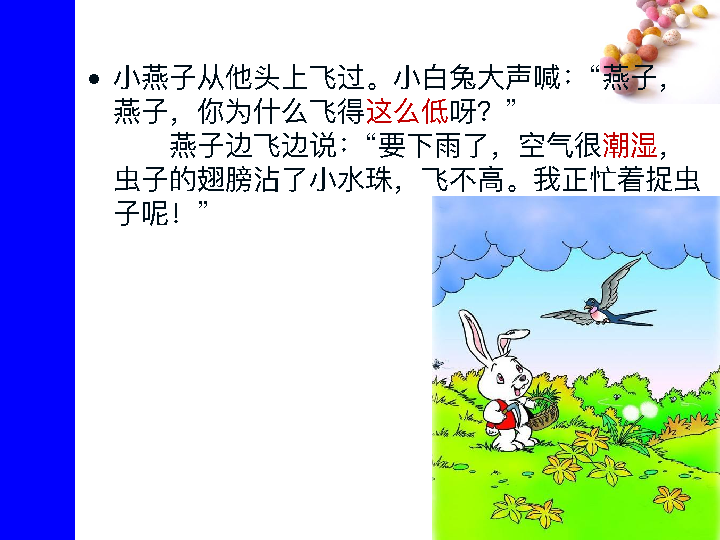 • 小燕子从他头上飞过。小白兔大声喊：“燕子，
燕子，你为什么飞得这么低呀？”
燕子边飞边说：“要下雨了，空气很潮湿，
虫子的翅膀沾了小水珠，飞不高。我正忙着捉虫
子呢！”